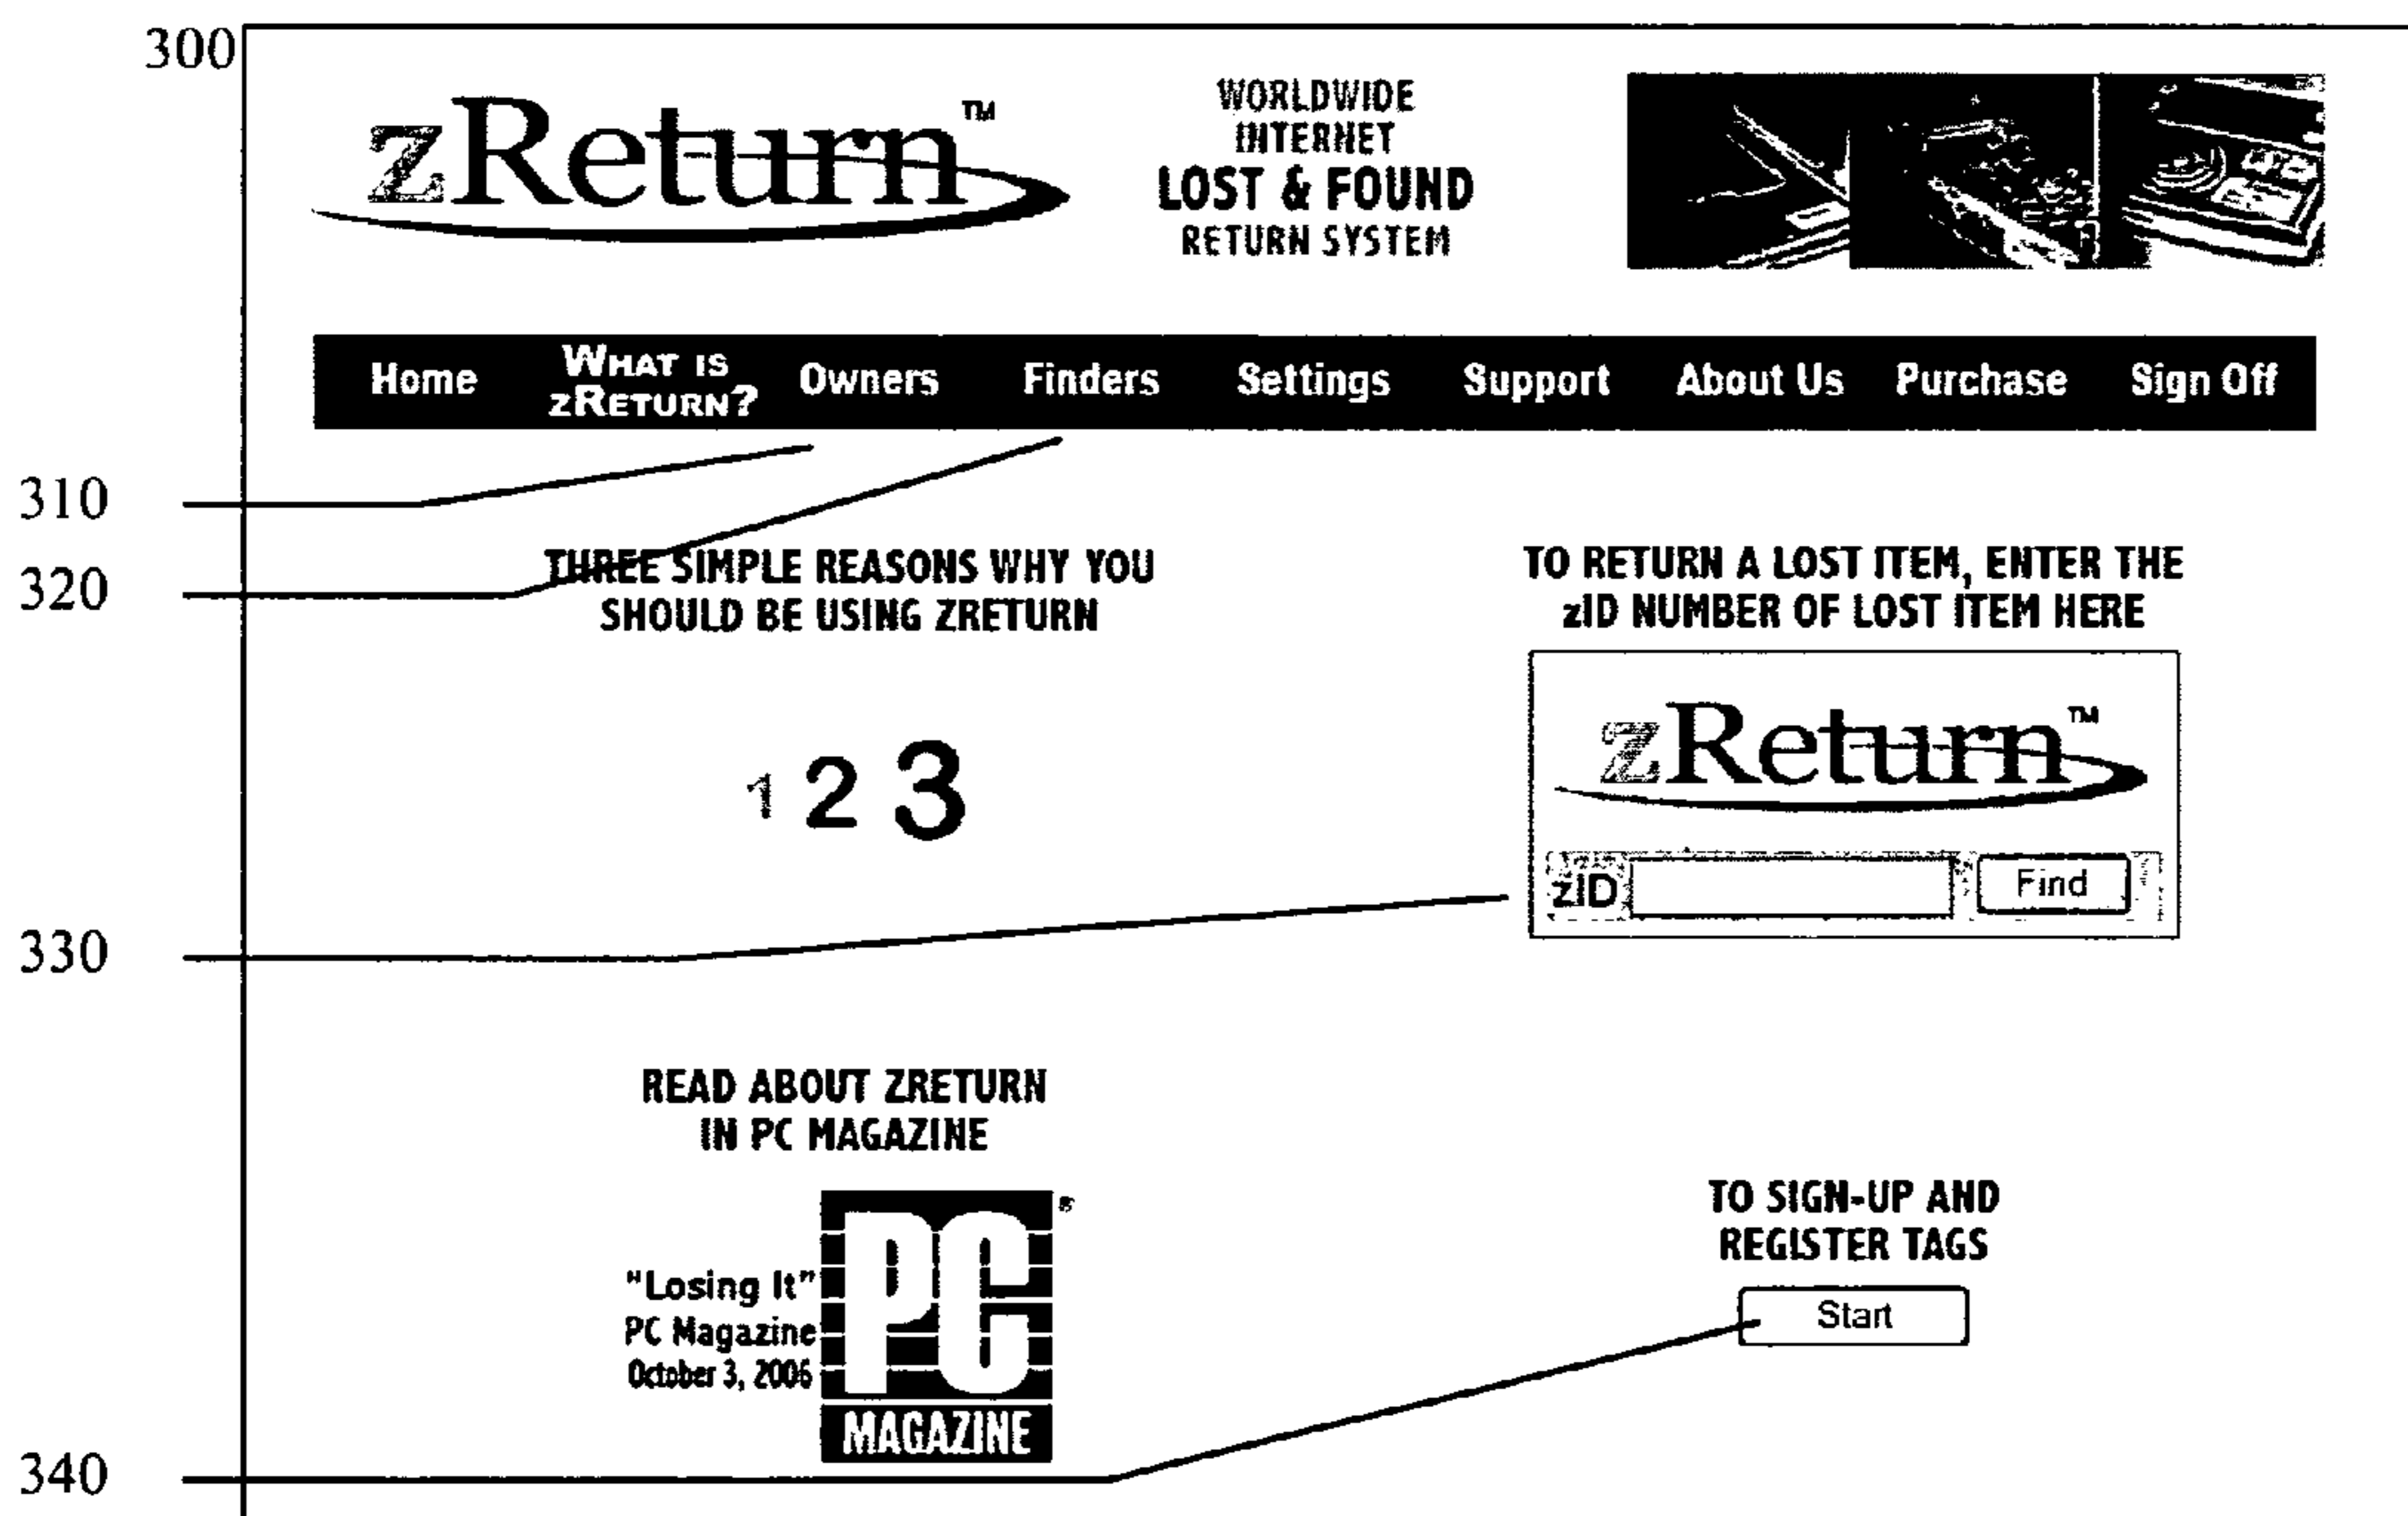 300
zReturn™
WORLDWIDE
INTERNET
LOST & FOUND
RETURN SYSTEM
Home WHAT IS ZRETURN? Owners Finders Settings Support About Us Purchase Sign Off
310
320
THREE SIMPLE REASONS WHY YOU
SHOULD BE USING ZRETURN
1 2 3
TO RETURN A LOST ITEM, ENTER THE
zID NUMBER OF LOST ITEM HERE
zReturn™
zID Find
330
READ ABOUT ZRETURN
IN PC MAGAZINE
"Losing It"
PC Magazine
October 3, 2006
PC®
MAGAZINE
TO SIGN-UP AND
REGISTER TAGS
Start
340